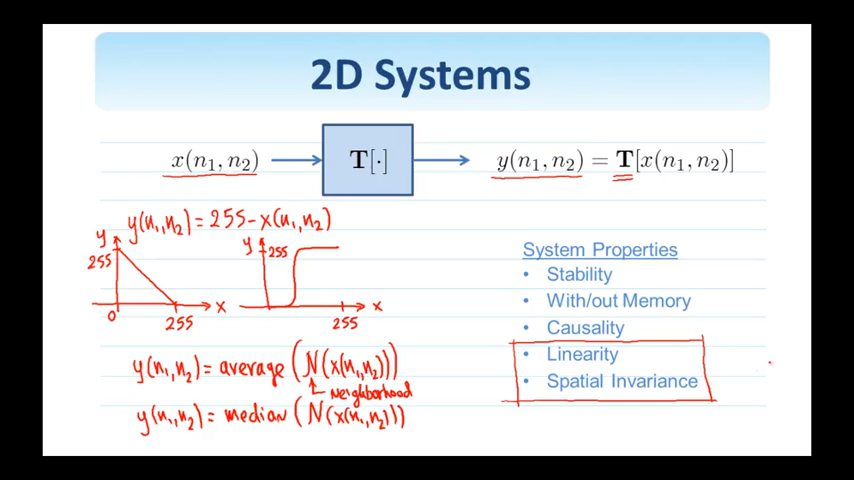 2D Systems
x(n₁, n₂) T[·] y(n₁, n₂) = T[x(n₁, n₂)]
y(n₁,n₂) = 255 - x(n₁,n₂)
y 255 0 255 x
y 255 255 x
System Properties
• Stability
• With/out Memory
• Causality
• Linearity
• Spatial Invariance
y(n₁,n₂) = average (N(x(n₁,n₂)))
Neighborhood
y(n₁,n₂) = median (N(x(n₁,n₂)))